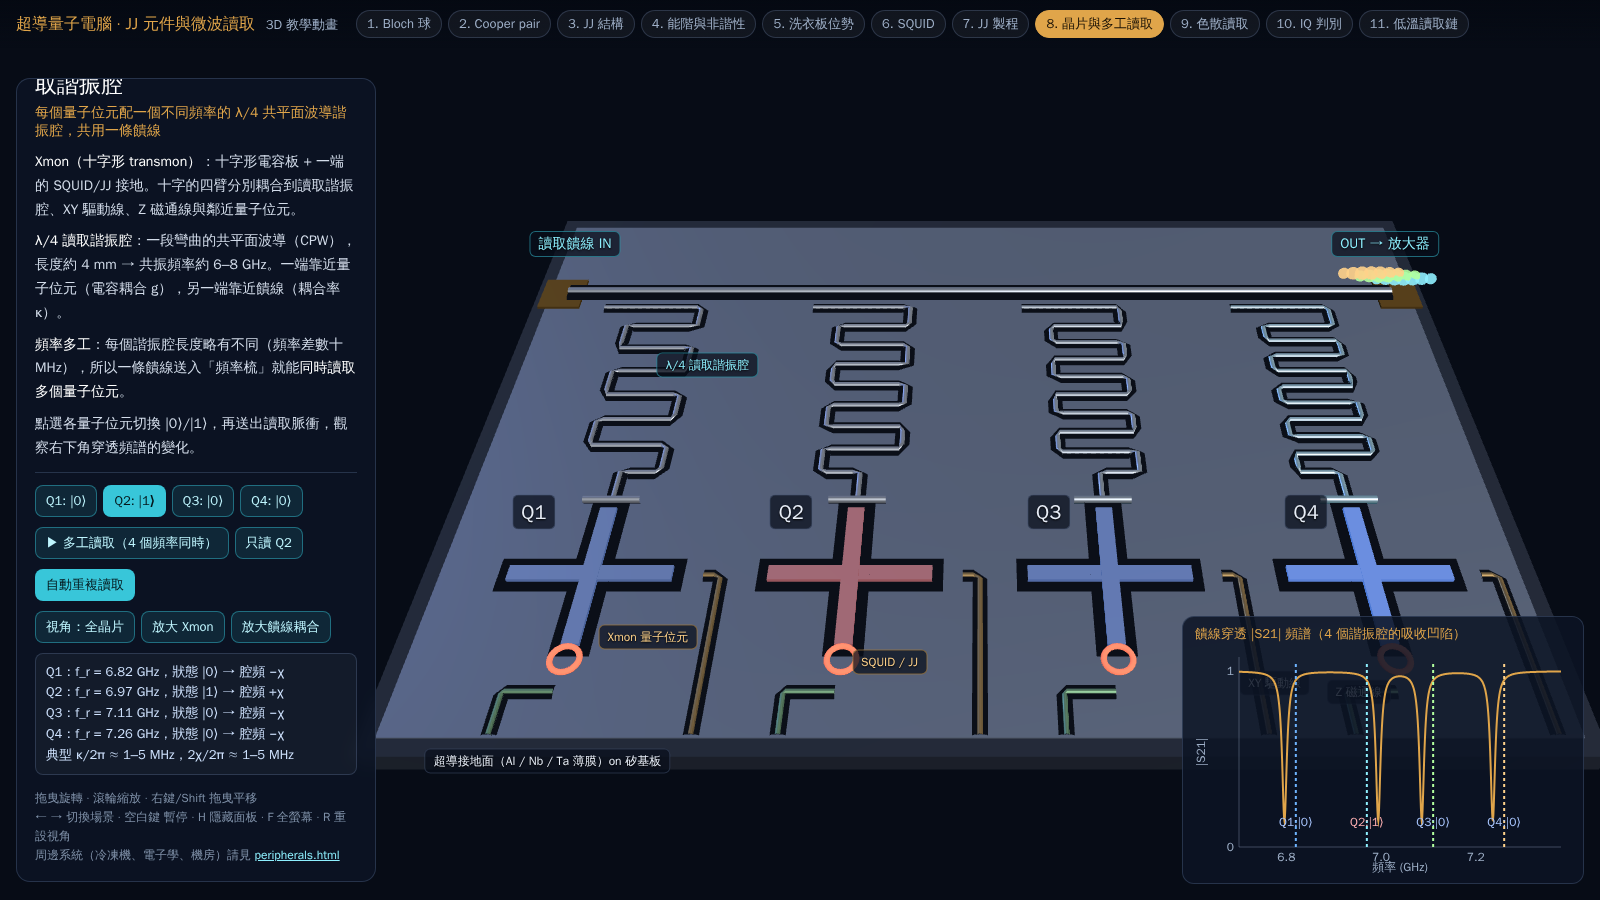 超導量子電腦 · JJ 元件與微波讀取
3D 教學動畫
1. Bloch 球
2. Cooper pair
3. JJ 結構
4. 能階與非諧性
5. 洗衣板位勢
6. SQUID
7. JJ 製程
8. 晶片與多工讀取
9. 色散讀取
10. IQ 判別
11. 低溫讀取鏈
取諧振腔
每個量子位元配一個不同頻率的 λ/4 共平面波導諧
振腔，共用一條饋線
Xmon（十字形 transmon）：十字形電容板 + 一端
的 SQUID/JJ 接地。十字的四臂分別耦合到讀取諧振
腔、XY 驅動線、Z 磁通線與鄰近量子位元。
λ/4 讀取諧振腔：一段彎曲的共平面波導（CPW），
長度約 4 mm → 共振頻率約 6–8 GHz。一端靠近量
子位元（電容耦合 g），另一端靠近饋線（耦合率
κ）。
頻率多工：每個諧振腔長度略有不同（頻率差數十
MHz），所以一條饋線送入「頻率梳」就能同時讀取
多個量子位元。
點選各量子位元切換 |0⟩/|1⟩，再送出讀取脈衝，觀
察右下角穿透頻譜的變化。
Q1: |0⟩
Q2: |1⟩
Q3: |0⟩
Q4: |0⟩
▶ 多工讀取（4 個頻率同時）
只讀 Q2
自動重複讀取
視角：全晶片
放大 Xmon
放大饋線耦合
Q1：f_r = 6.82 GHz，狀態 |0⟩ → 腔頻 −χ
Q2：f_r = 6.97 GHz，狀態 |1⟩ → 腔頻 +χ
Q3：f_r = 7.11 GHz，狀態 |0⟩ → 腔頻 −χ
Q4：f_r = 7.26 GHz，狀態 |0⟩ → 腔頻 −χ
典型 κ/2π ≈ 1–5 MHz，2χ/2π ≈ 1–5 MHz
拖曳旋轉 · 滾輪縮放 · 右鍵/Shift 拖曳平移
← → 切換場景 · 空白鍵 暫停 · H 隱藏面板 · F 全螢幕 · R 重
設視角
周邊系統（冷凍機、電子學、機房）請見 peripherals.html
讀取饋線 IN
OUT → 放大器
λ/4 讀取諧振腔
Q1
Q2
Q3
Q4
Xmon 量子位元
SQUID / JJ
超導接地面（Al / Nb / Ta 薄膜）on 矽基板
饋線穿透 |S21| 頻譜（4 個諧振腔的吸收凹陷）
XY 驅動線
Z 磁通線
1
|S21|
Q1:|0⟩
Q2:|1⟩
Q3:|0⟩
Q4:|0⟩
0
6.8
7.0
7.2
頻率 (GHz)